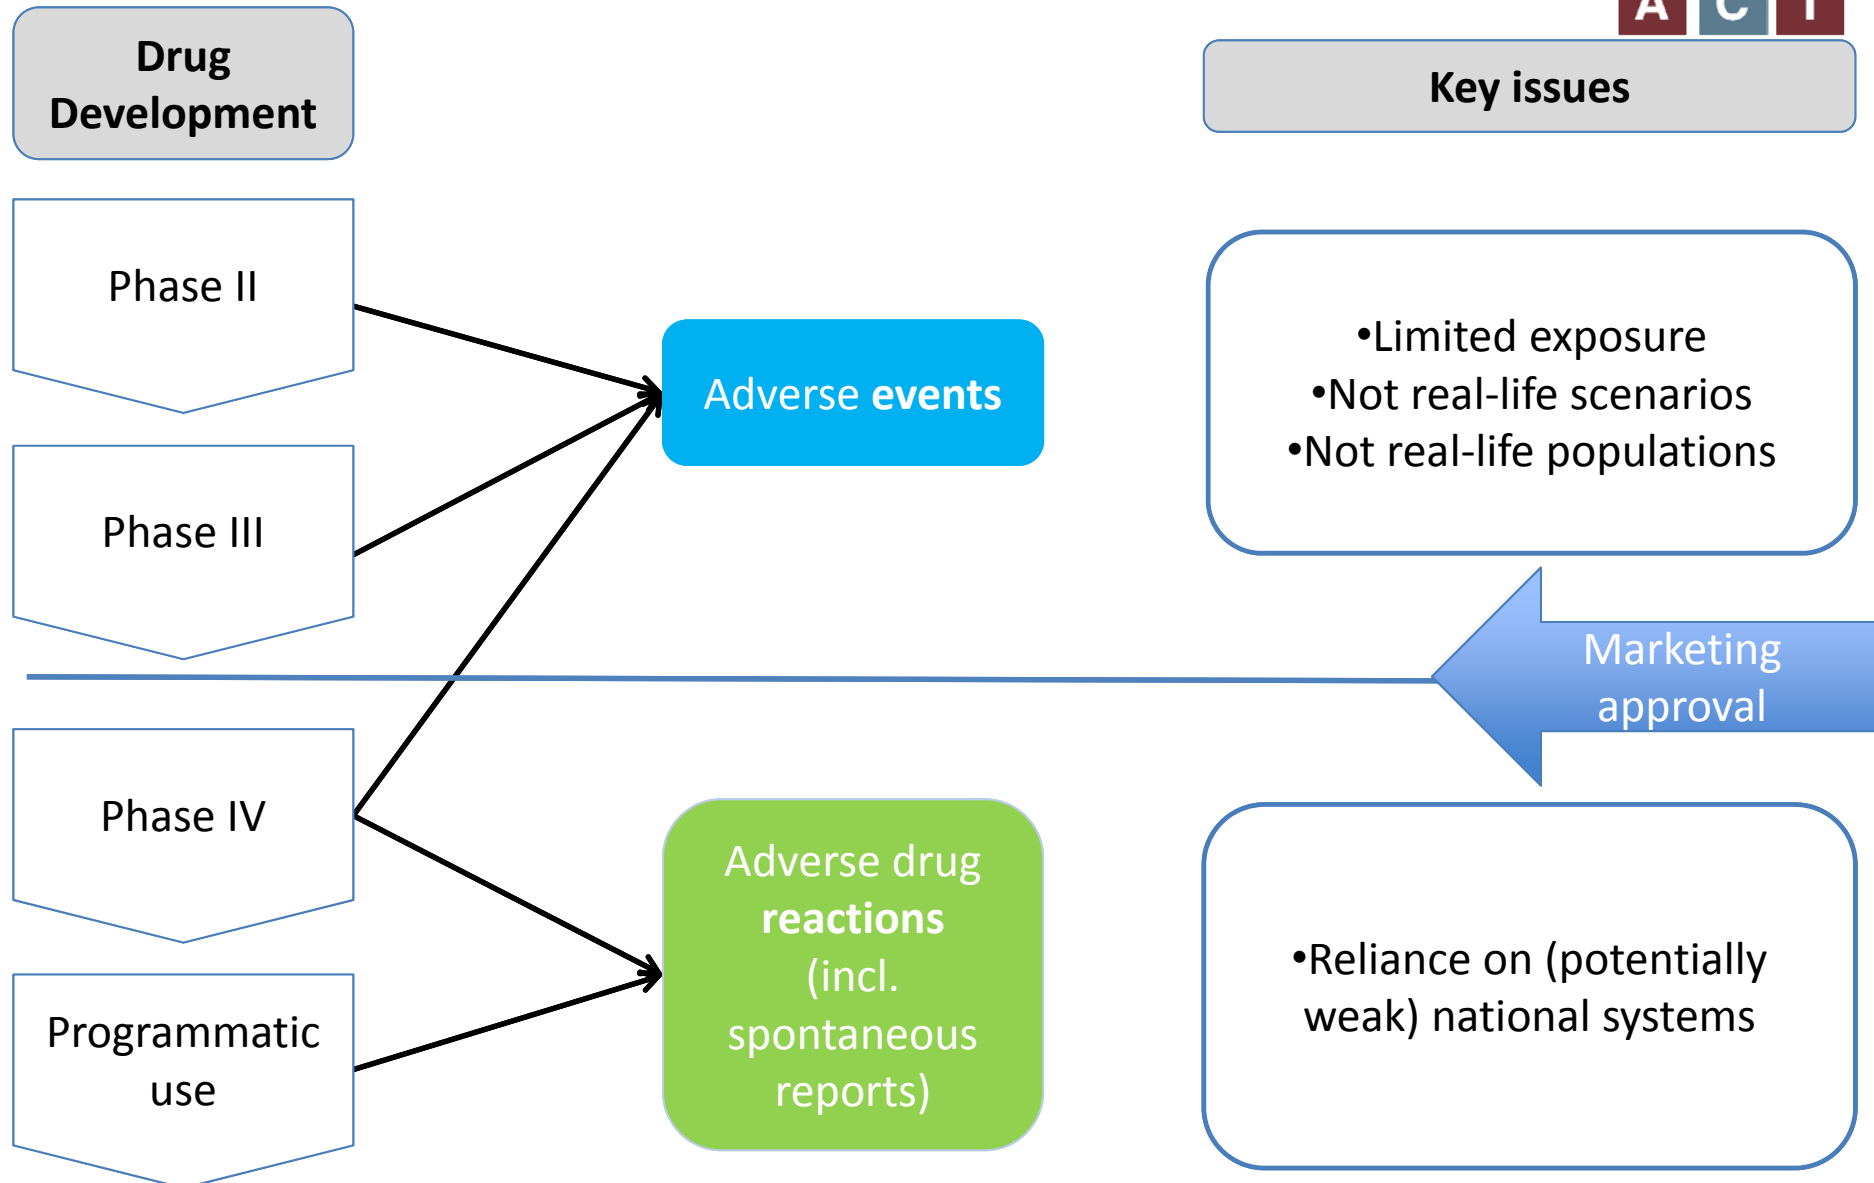 A C T
Drug
Development
Key issues
Phase II
Adverse events
•Limited exposure
•Not real-life scenarios
•Not real-life populations
Phase III
Marketing
approval
Phase IV
Adverse drug
reactions
(incl.
spontaneous
reports)
•Reliance on (potentially
weak) national systems
Programmatic
use